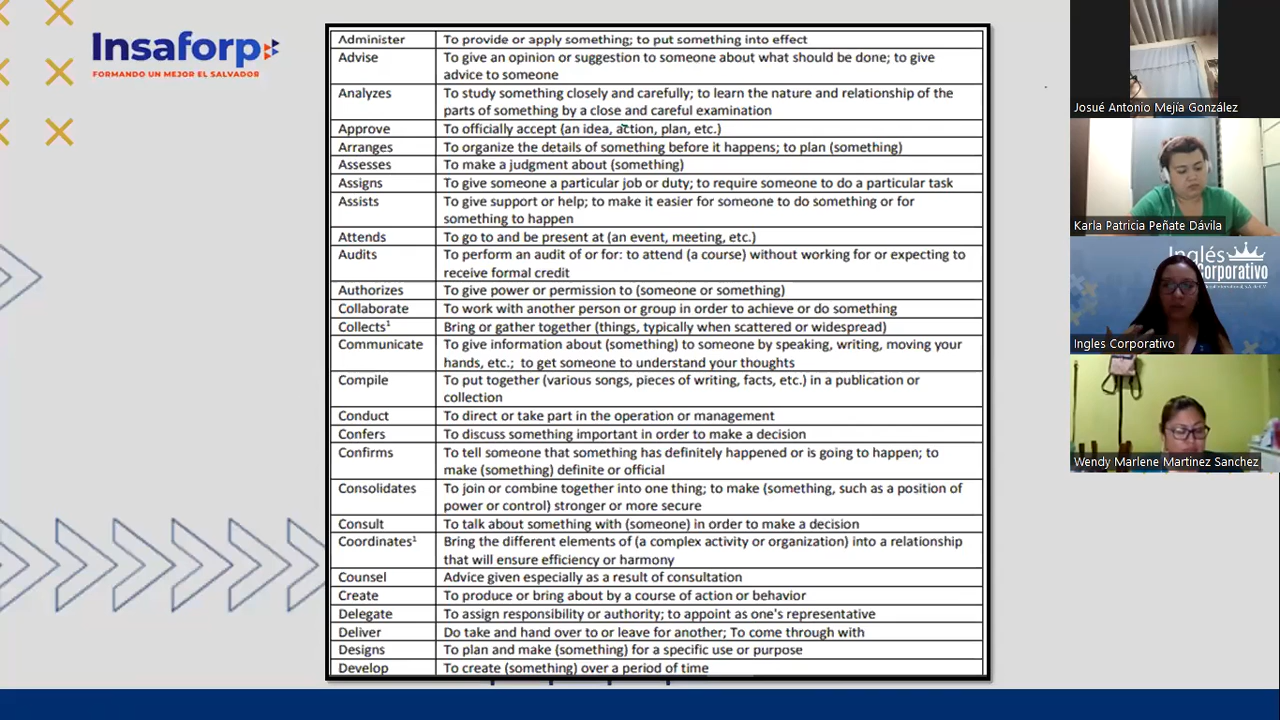 Insaforp
FORMANDO UN MEJOR EL SALVADOR
Administer To provide or apply something; to put something into effect
Advise To give an opinion or suggestion to someone about what should be done; to give
advice to someone
Analyzes To study something closely and carefully; to learn the nature and relationship of the
parts of something by a close and careful examination
Approve To officially accept (an idea, action, plan, etc.)
Arranges To organize the details of something before it happens; to plan (something)
Assesses To make a judgment about (something)
Assigns To give someone a particular job or duty; to require someone to do a particular task
Assists To give support or help; to make it easier for someone to do something or for
something to happen
Attends To go to and be present at (an event, meeting, etc.)
Audits To perform an audit of or for: to attend (a course) without working for or expecting to
receive formal credit
Authorizes To give power or permission to (someone or something)
Collaborate To work with another person or group in order to achieve or do something
Collects¹ Bring or gather together (things, typically when scattered or widespread)
Communicate To give information about (something) to someone by speaking, writing, moving your
hands, etc.; to get someone to understand your thoughts
Compile To put together (various songs, pieces of writing, facts, etc.) in a publication or
collection
Conduct To direct or take part in the operation or management
Confers To discuss something important in order to make a decision
Confirms To tell someone that something has definitely happened or is going to happen; to
make (something) definite or official
Consolidates To join or combine together into one thing; to make (something, such as a position of
power or control) stronger or more secure
Consult To talk about something with (someone) in order to make a decision
Coordinates¹ Bring the different elements of (a complex activity or organization) into a relationship
that will ensure efficiency or harmony
Counsel Advice given especially as a result of consultation
Create To produce or bring about by a course of action or behavior
Delegate To assign responsibility or authority; to appoint as one's representative
Deliver Do take and hand over to or leave for another; To come through with
Designs To plan and make (something) for a specific use or purpose
Develop To create (something) over a period of time
Josué Antonio Mejía González
Karla Patricia Peñate Dávila
Inglés
Corporativo
Ingles Corporativo
Wendy Marlene Martinez Sanchez